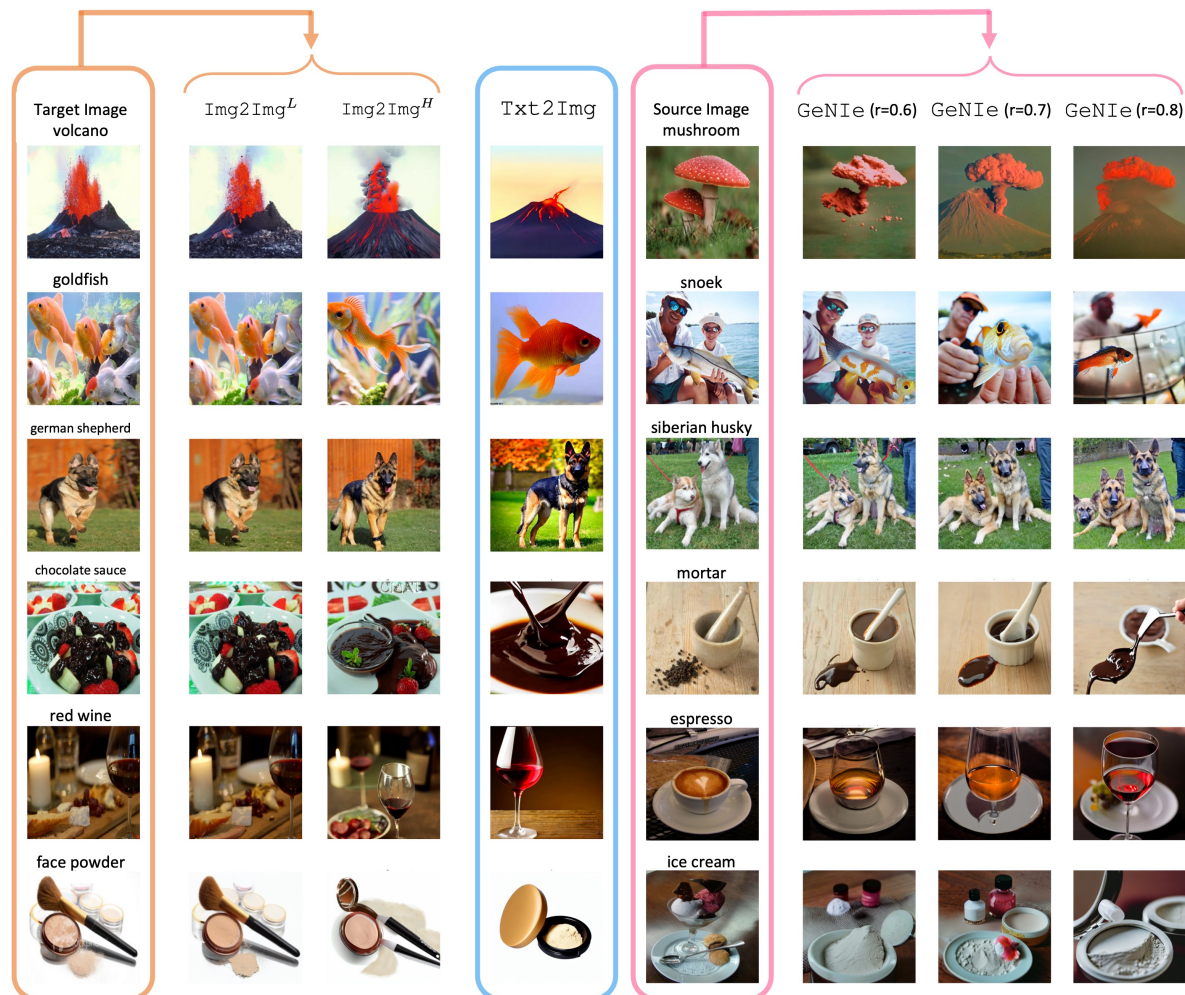 Target Image
volcano
Img2Img^L
Img2Img^H
Txt2Img
Source Image
mushroom
GeNIe (r=0.6)
GeNIe (r=0.7)
GeNIe (r=0.8)
goldfish
snoek
german shepherd
siberian husky
chocolate sauce
mortar
red wine
espresso
face powder
ice cream